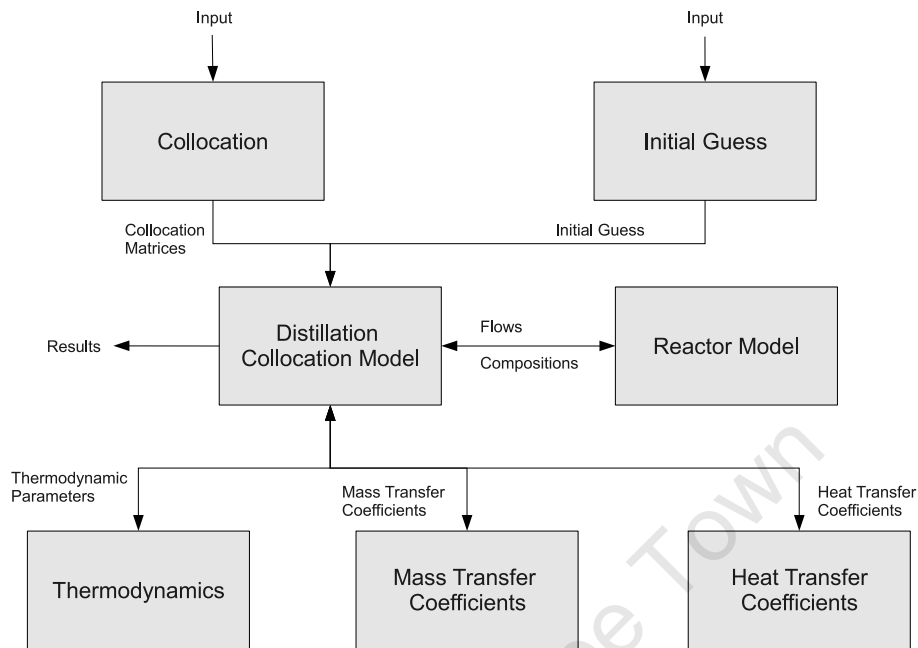 Input
Input
Collocation
Initial Guess
Collocation
Matrices
Initial Guess
Distillation
Collocation Model
Results
Flows
Compositions
Reactor Model
Thermodynamic
Parameters
Mass Transfer
Coefficients
Heat Transfer
Coefficients
Thermodynamics
Mass Transfer
Coefficients
Heat Transfer
Coefficients
Town